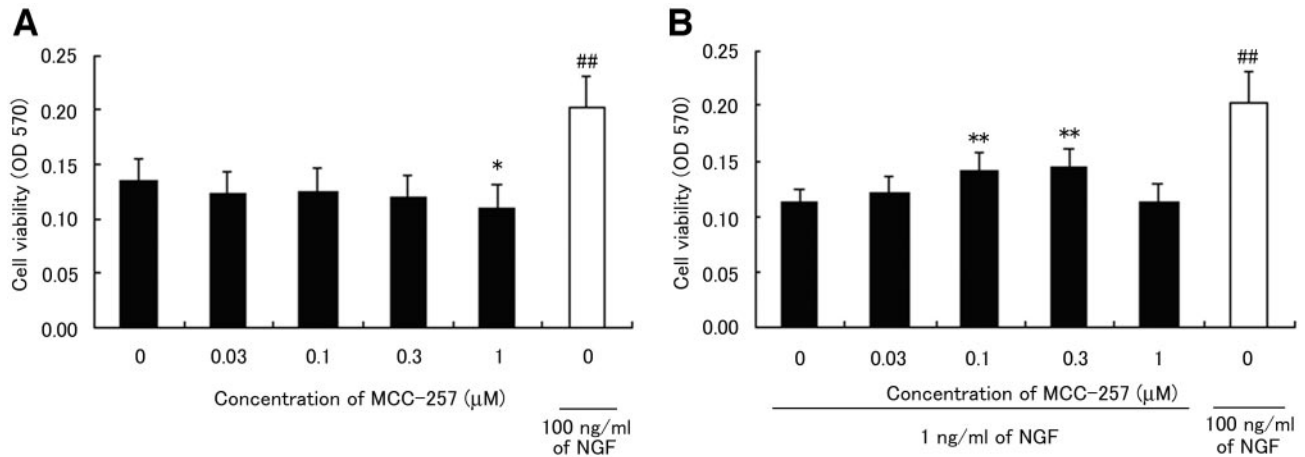 A
Cell viability (OD 570)
0.25
0.20
0.15
0.10
0.05
0.00
*
##
0 0.03 0.1 0.3 1 0
Concentration of MCC-257 (μM)
100 ng/ml
of NGF
B
Cell viability (OD 570)
0.25
0.20
0.15
0.10
0.05
0.00
** **
##
0 0.03 0.1 0.3 1 0
Concentration of MCC-257 (μM)
1 ng/ml of NGF
100 ng/ml
of NGF